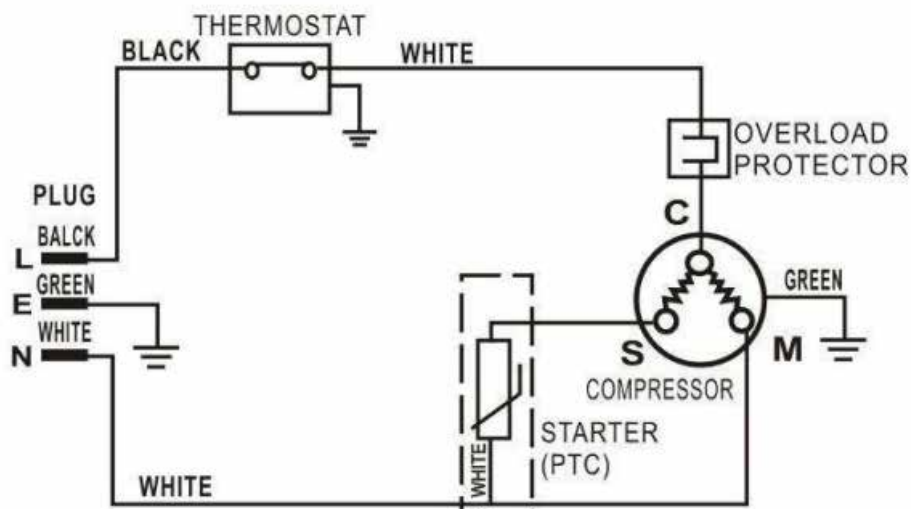 THERMOSTAT
BLACK
WHITE
OVERLOAD
PROTECTOR
PLUG
L
BALCK
E
GREEN
N
WHITE
C
S
M
GREEN
COMPRESSOR
STARTER
(PTC)
WHITE
WHITE